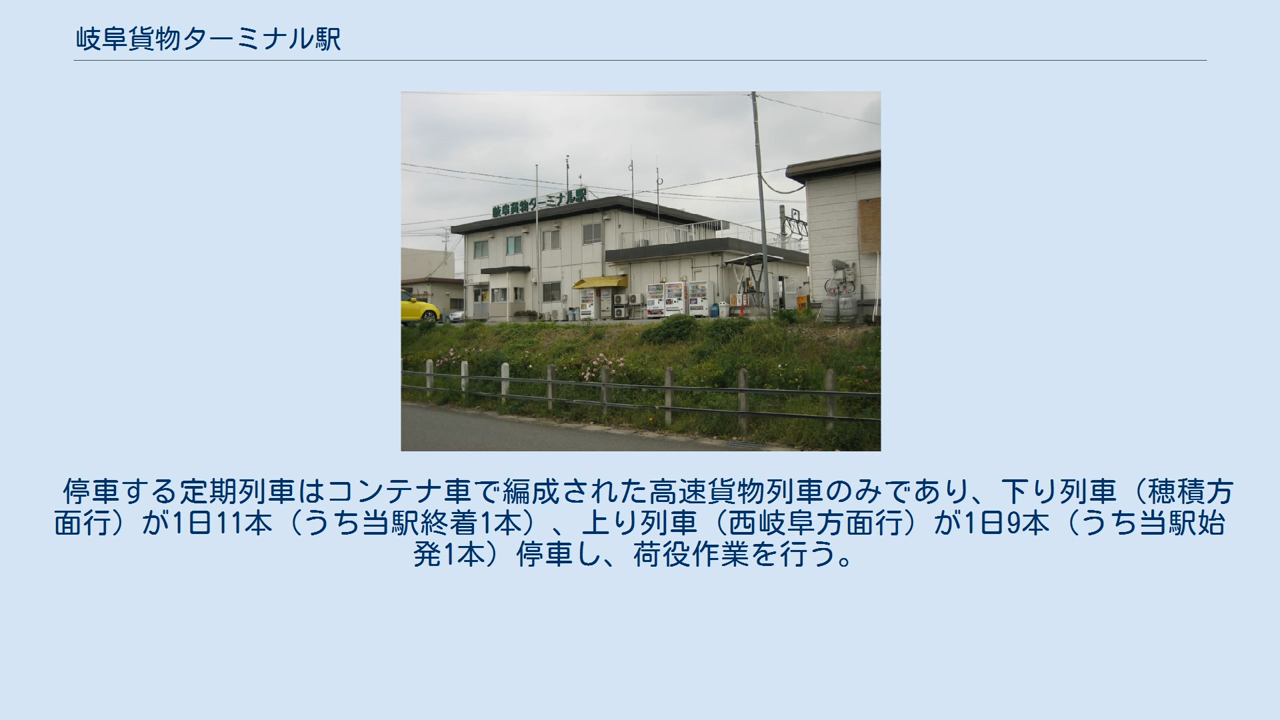 岐阜貨物ターミナル駅
岐阜貨物ターミナル駅
停車する定期列車はコンテナ車で編成された高速貨物列車のみであり、下り列車（穂積方
面行）が1日11本（うち当駅終着1本）、上り列車（西岐阜方面行）が1日9本（うち当駅始
発1本）停車し、荷役作業を行う。